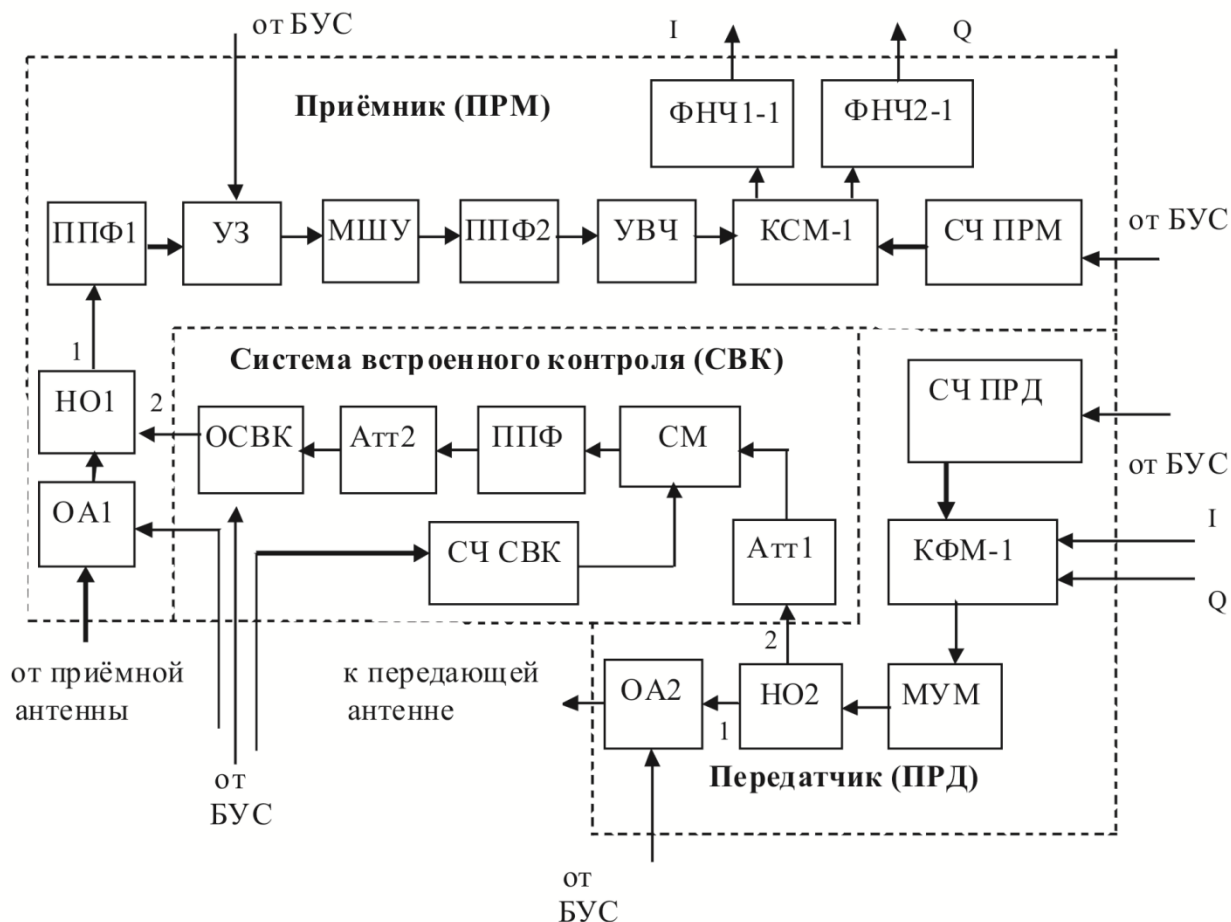 от БУС
I
Q
Приёмник (ПРМ)
ФНЧ1-1
ФНЧ2-1
ППФ1
УЗ
МШУ
ППФ2
УВЧ
КСМ-1
СЧ ПРМ
от БУС
1
Система встроенного контроля (СВК)
НО1
2
ОСВК
Атт2
ППФ
СМ
СЧ ПРД
от БУС
ОА1
СЧ СВК
Атт1
КФМ-1
I
Q
2
от приёмной
антенны
к передающей
антенне
ОА2
1
НО2
МУМ
Передатчик (ПРД)
от
БУС
от
БУС